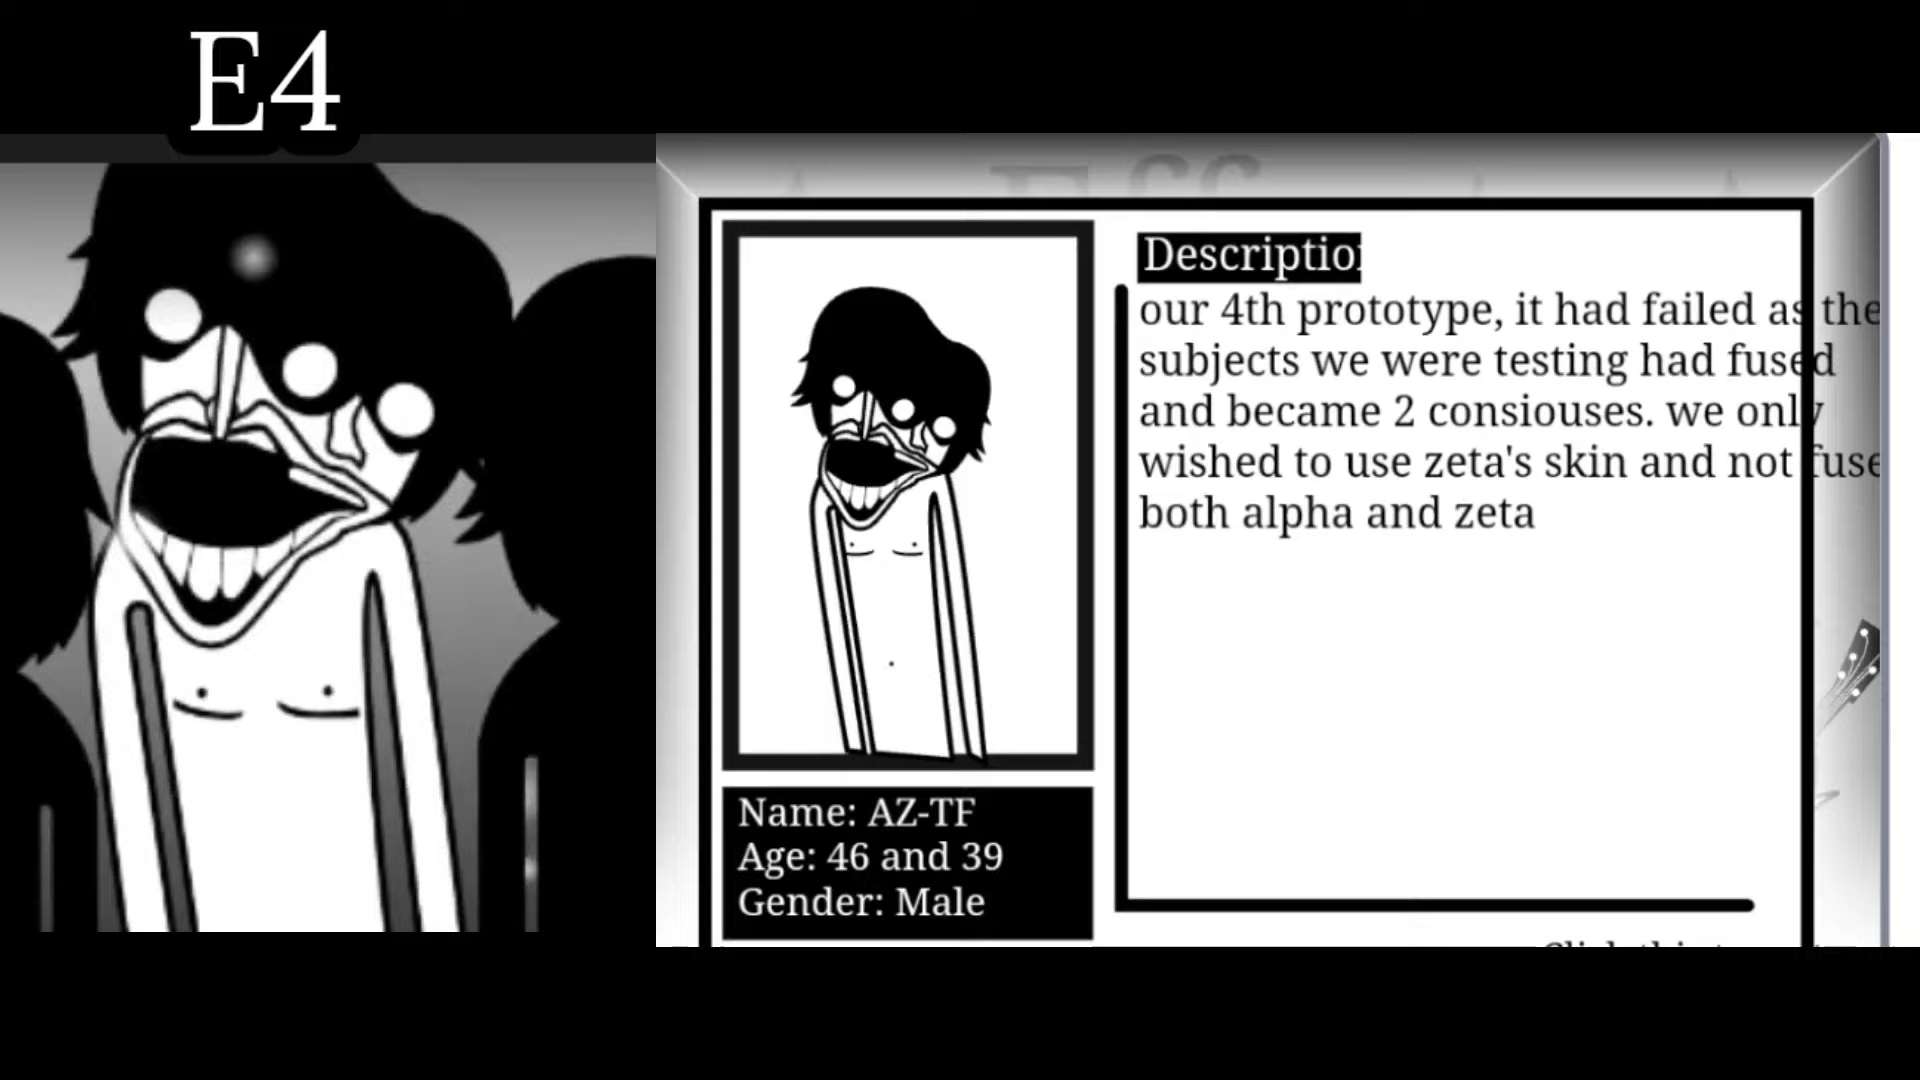 E4
Description
our 4th prototype, it had failed as the
subjects we were testing had fused
and became 2 consiouses. we only
wished to use zeta's skin and not fuse
both alpha and zeta
Name: AZ-TF
Age: 46 and 39
Gender: Male